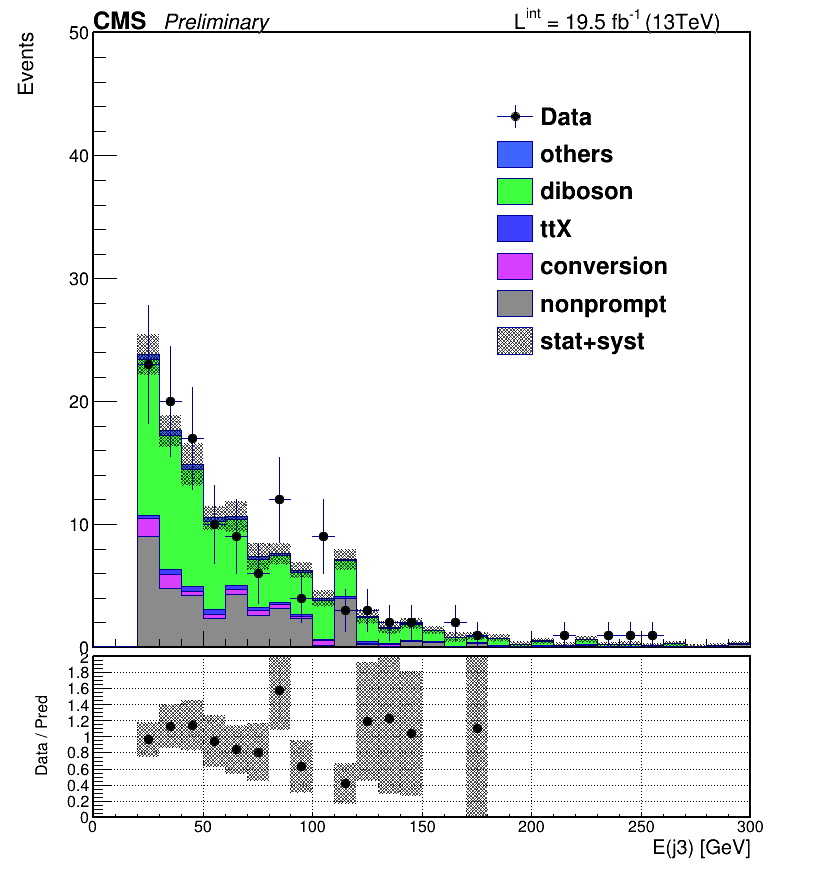 CMS Preliminary L^int = 19.5 fb^-1 (13TeV)
Events
50
40
30
20
10
0
Data
others
diboson
ttX
conversion
nonprompt
stat+syst
Data / Pred
2
1.8
1.6
1.4
1.2
1
0.8
0.6
0.4
0.2
0
0 50 100 150 200 250 300
E(j3) [GeV]